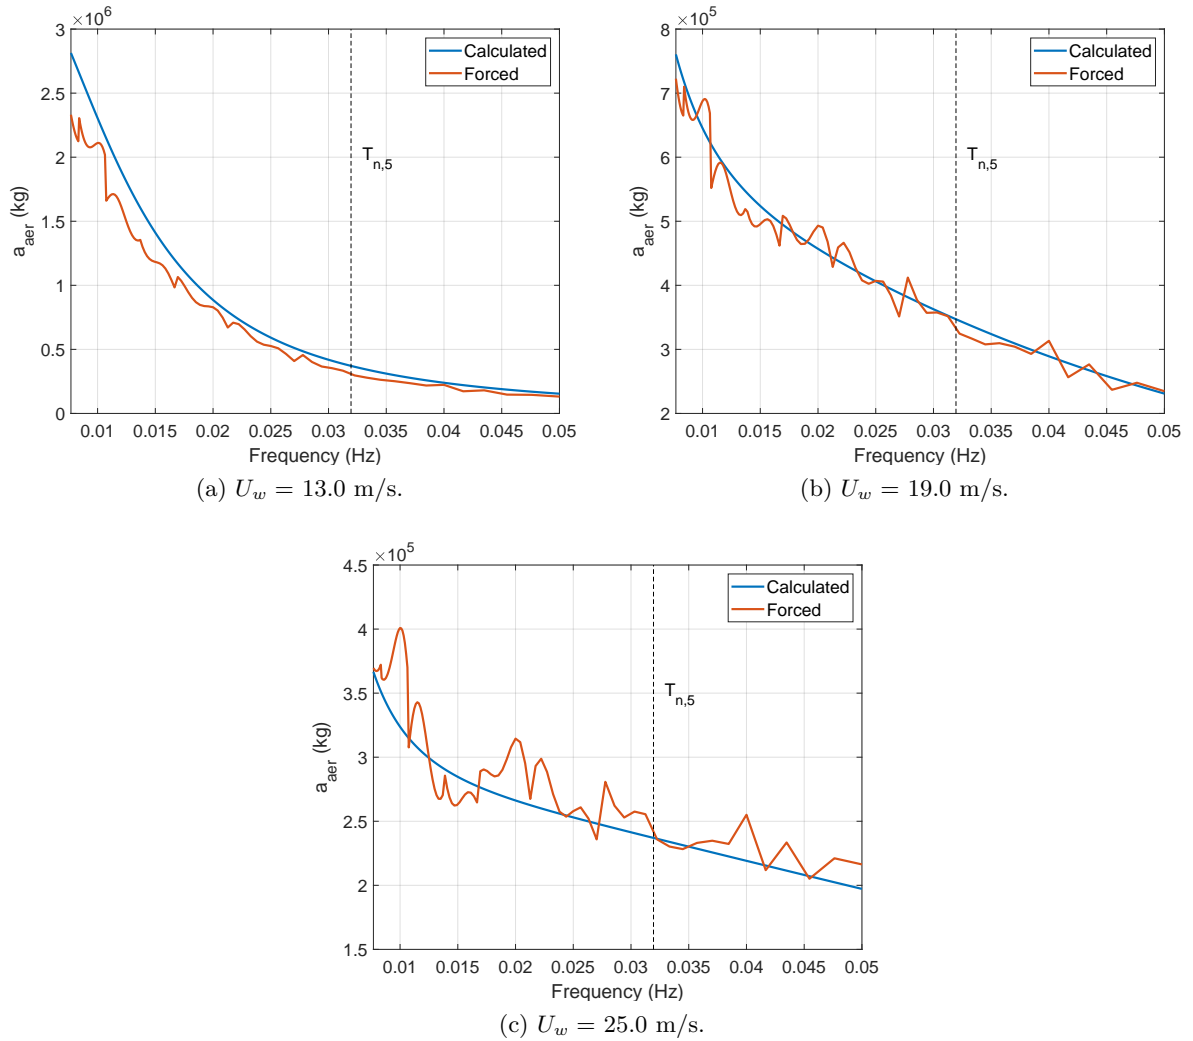 ×10^6
3
2.5
2
1.5
1
0.5
0
a_aer (kg)
Calculated
Forced
T_n,5
0.01 0.015 0.02 0.025 0.03 0.035 0.04 0.045 0.05
Frequency (Hz)
(a) U_w = 13.0 m/s.
×10^5
8
7
6
5
4
3
2
a_aer (kg)
Calculated
Forced
T_n,5
0.01 0.015 0.02 0.025 0.03 0.035 0.04 0.045 0.05
Frequency (Hz)
(b) U_w = 19.0 m/s.
×10^5
4.5
4
3.5
3
2.5
2
1.5
a_aer (kg)
Calculated
Forced
T_n,5
0.01 0.015 0.02 0.025 0.03 0.035 0.04 0.045 0.05
Frequency (Hz)
(c) U_w = 25.0 m/s.